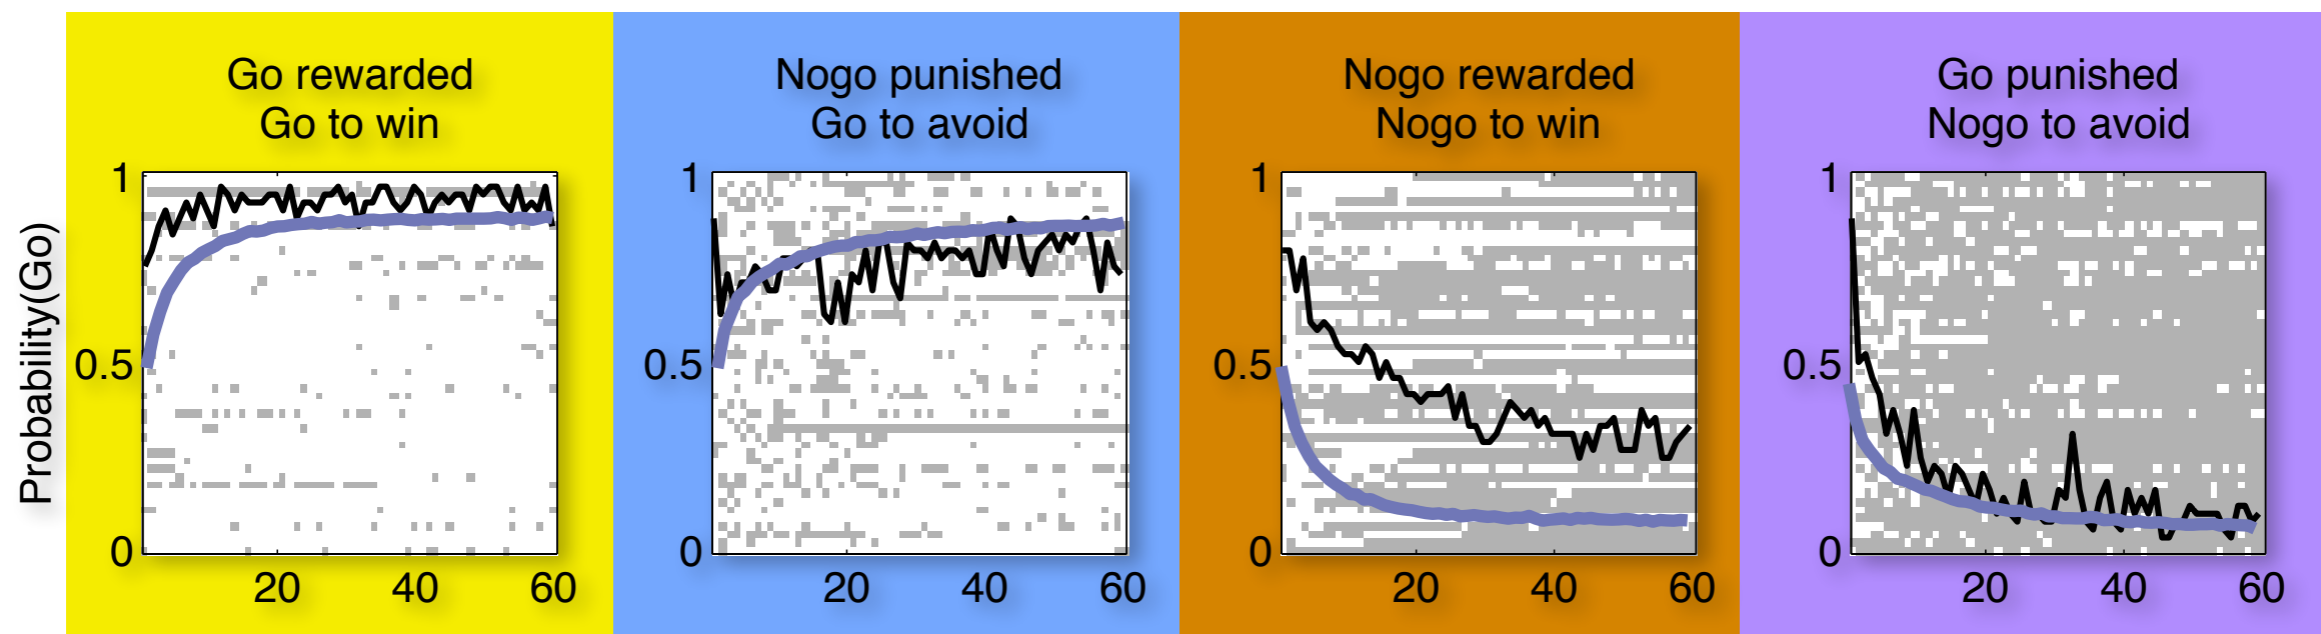 Go rewarded
Go to win
Nogo punished
Go to avoid
Nogo rewarded
Nogo to win
Go punished
Nogo to avoid
Probability(Go)
1
0.5
0
20 40 60
1
0.5
0
20 40 60
1
0.5
0
20 40 60
1
0.5
0
20 40 60